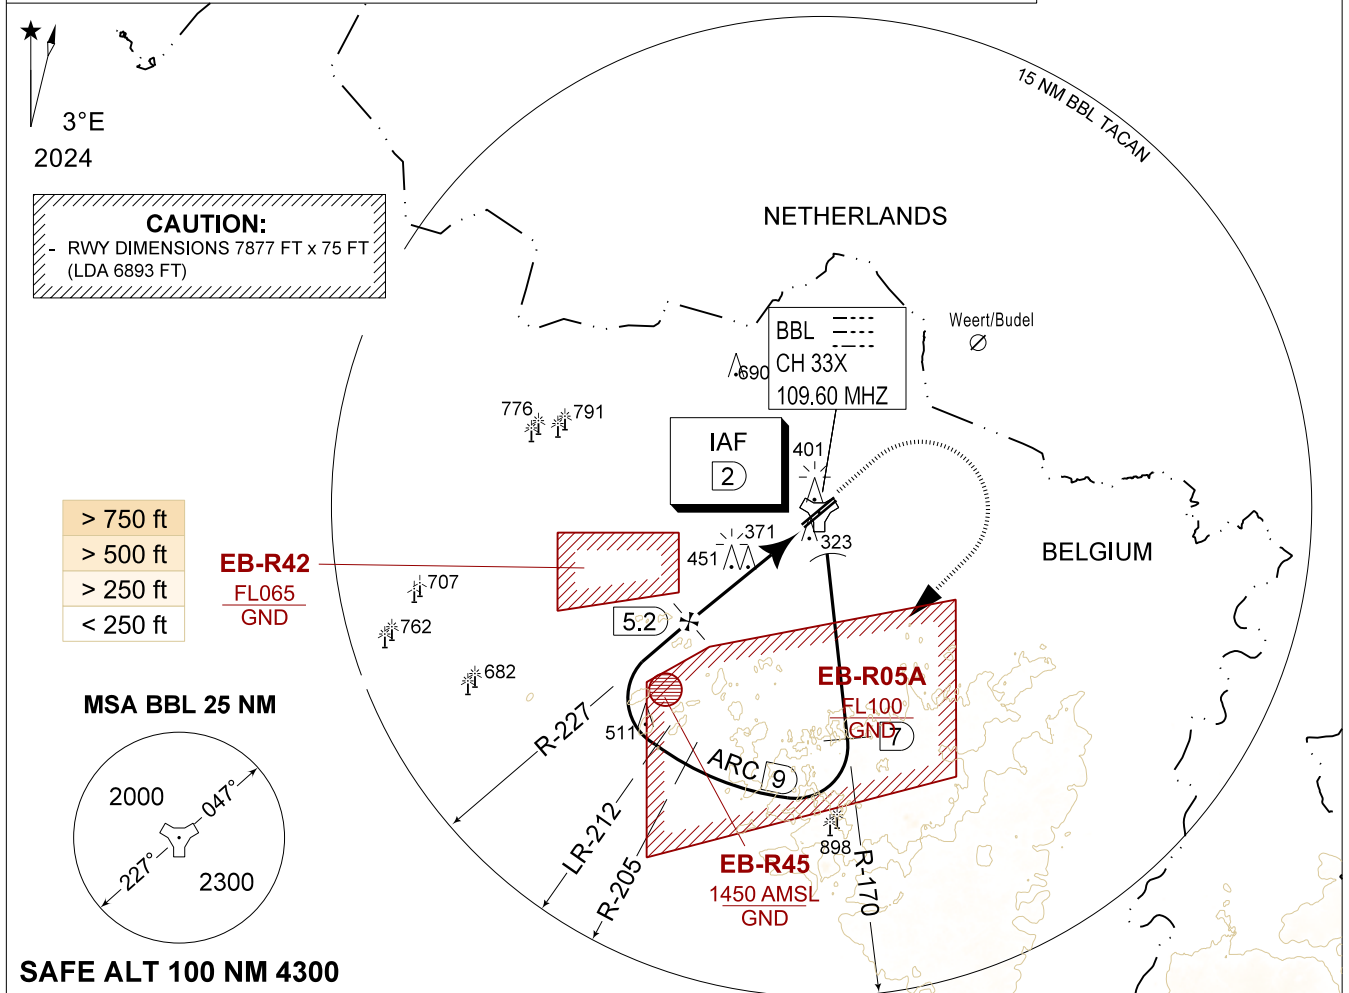 3°E
2024
15 NM BBL TACAN
CAUTION:
- RWY DIMENSIONS 7877 FT x 75 FT
(LDA 6893 FT)
NETHERLANDS
BBL
CH 33X
109.60 MHZ
Weert/Budel
690
776
791
IAF
2
401
> 750 ft
> 500 ft
> 250 ft
< 250 ft
EB-R42
FL065
GND
371
451
323
BELGIUM
707
762
682
5.2
EB-R05A
FL100
GND
7
MSA BBL 25 NM
2000
047°
227°
2300
R-227
511
ARC 9
LR-212
R-205
898
R-170
EB-R45
1450 AMSL
GND
SAFE ALT 100 NM 4300